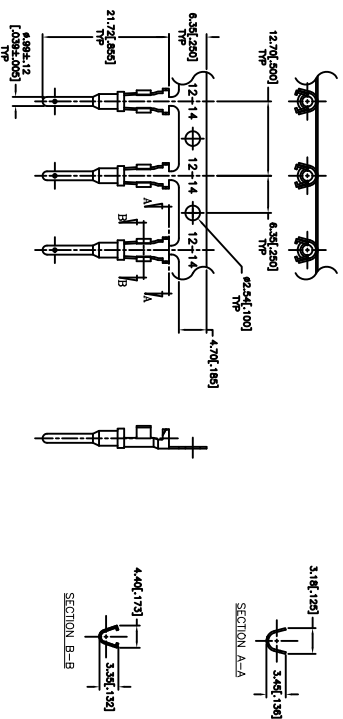 12.70[.500]
TYP
6.35[.250]
TYP
6.35[.250]
TYP
21.72[.855]
TYP
ø.99±.12
[.039±.005]
TYP
12-14
12-14
12-14
A
A
B
B
ø2.54[.100]
TYP
4.70[.185]
3.18[.125]
3.45[.136]
SECTION A-A
4.40[.173]
3.35[.132]
SECTION B-B